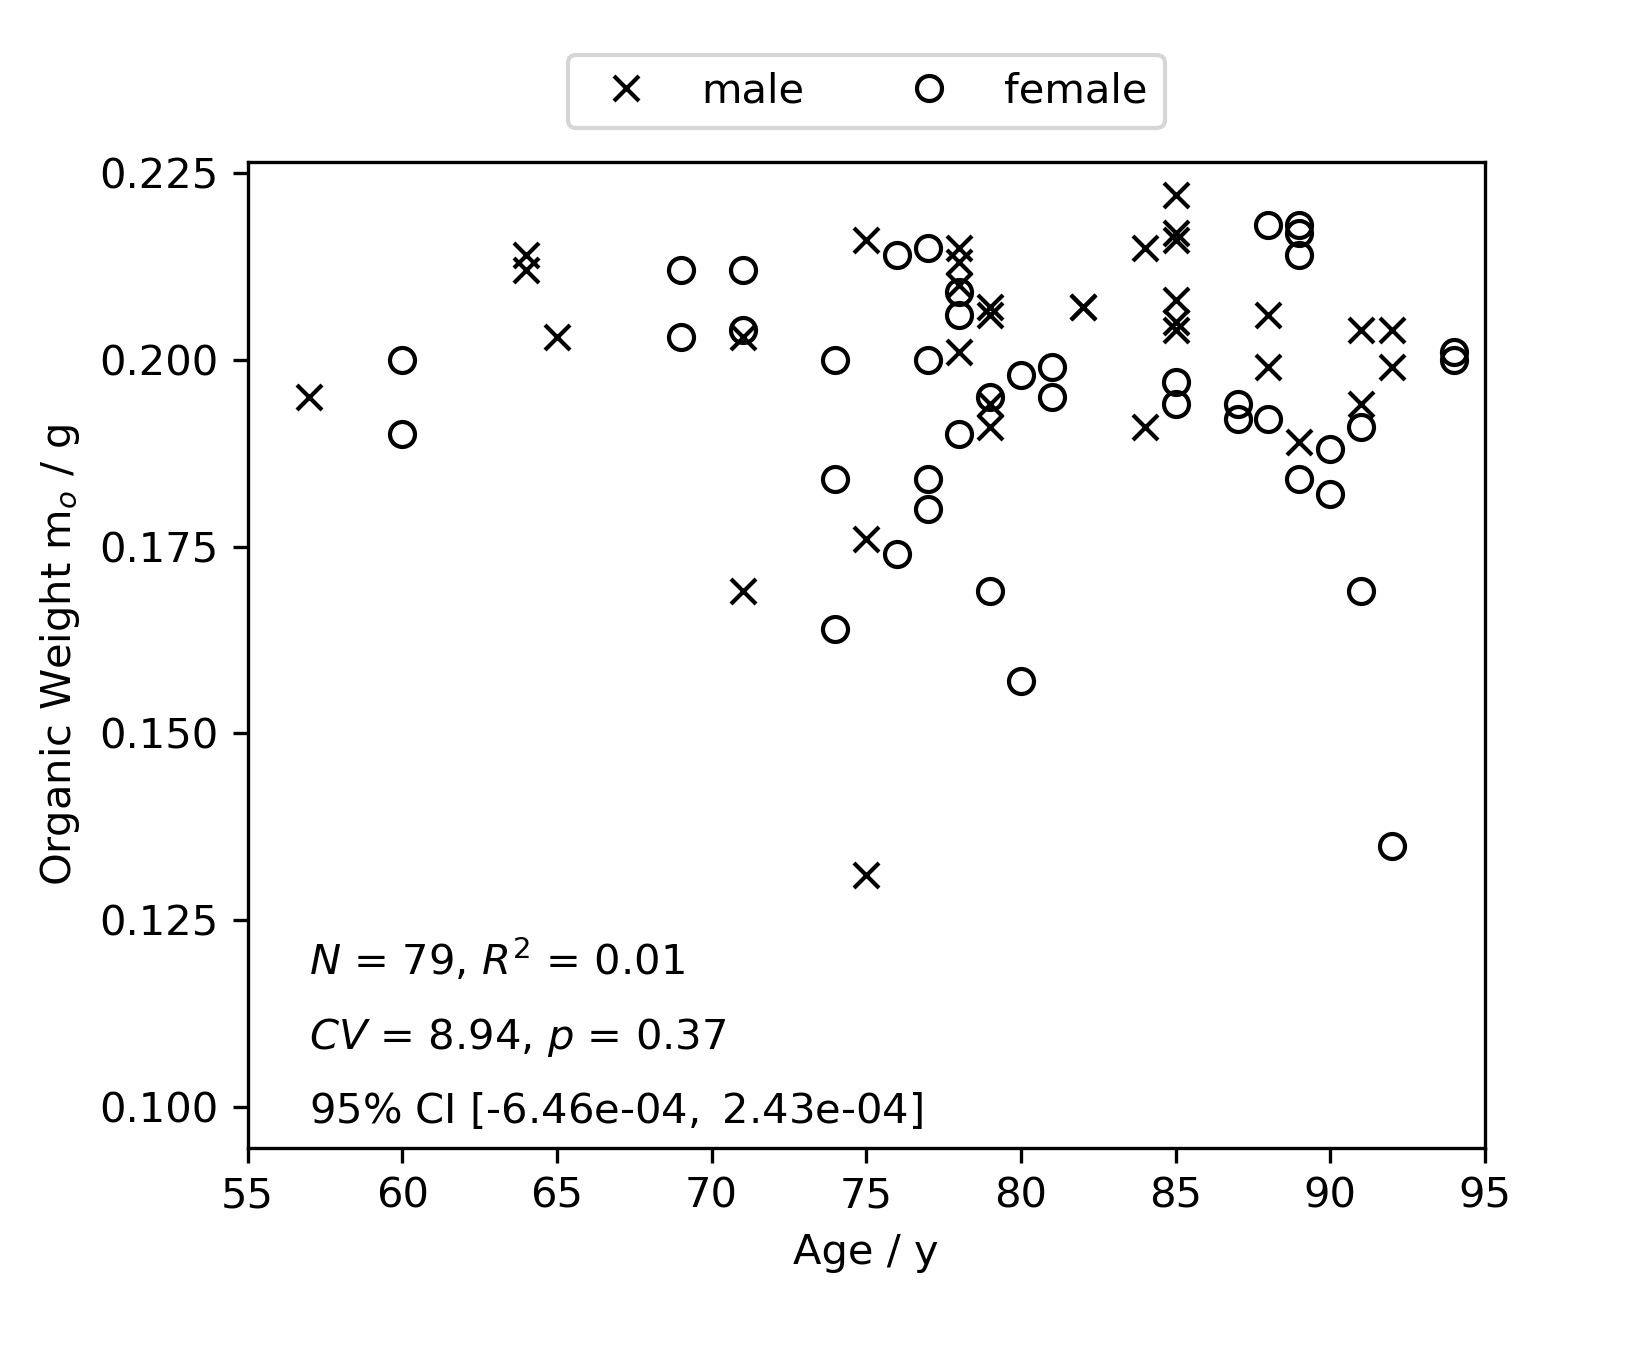 male female
0.225
0.200
0.175
0.150
0.125
0.100
Organic Weight mₒ / g
N = 79, R² = 0.01
CV = 8.94, p = 0.37
95% CI [-6.46e-04, 2.43e-04]
55 60 65 70 75 80 85 90 95
Age / y